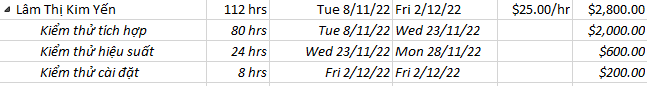 Lâm Thị Kim Yến 112 hrs Tue 8/11/22 Fri 2/12/22 $25.00/hr $2,800.00
Kiểm thử tích hợp 80 hrs Tue 8/11/22 Wed 23/11/22 $2,000.00
Kiểm thử hiệu suất 24 hrs Wed 23/11/22 Mon 28/11/22 $600.00
Kiểm thử cài đặt 8 hrs Fri 2/12/22 Fri 2/12/22 $200.00